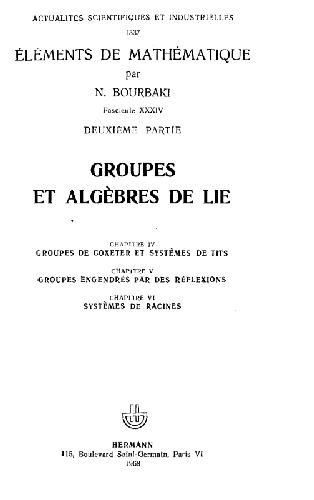 ACTUALITÉS SCIENTIFIQUES ET INDUSTRIELLES
1337
ÉLÉMENTS DE MATHÉMATIQUE
par
N. BOURBAKI
Fascicule XXXIV
DEUXIÈME PARTIE
GROUPES
ET ALGÈBRES DE LIE
CHAPITRE IV
GROUPES DE COXETER ET SYSTÈMES DE TITS
CHAPITRE V
GROUPES ENGENDRÉS PAR DES RÉFLEXIONS
CHAPITRE VI
SYSTÈMES DE RACINES
HERMANN
115, Boulevard Saint-Germain, Paris VI
1968